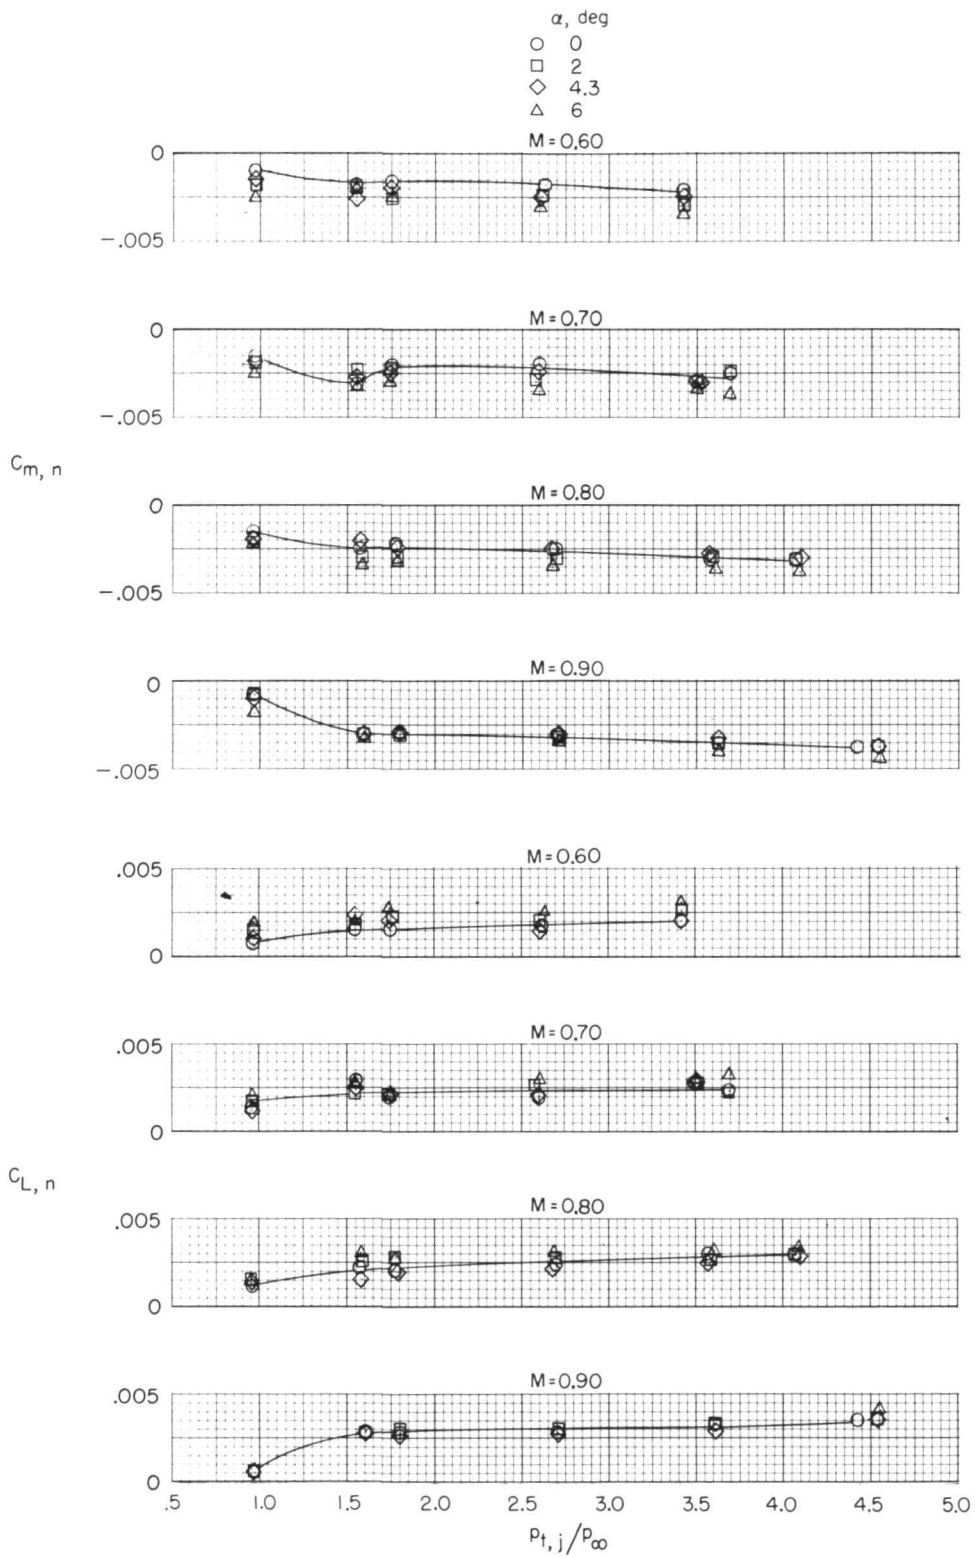 α, deg
○ 0
□ 2
◇ 4.3
△ 6
M = 0.60
0
-.005
M = 0.70
0
-.005
C m, n
M = 0.80
0
-.005
M = 0.90
0
-.005
M = 0.60
.005
0
M = 0.70
.005
0
C L, n
M = 0.80
.005
0
M = 0.90
.005
0
.5 1.0 1.5 2.0 2.5 3.0 3.5 4.0 4.5 5.0
p t, j / p ∞